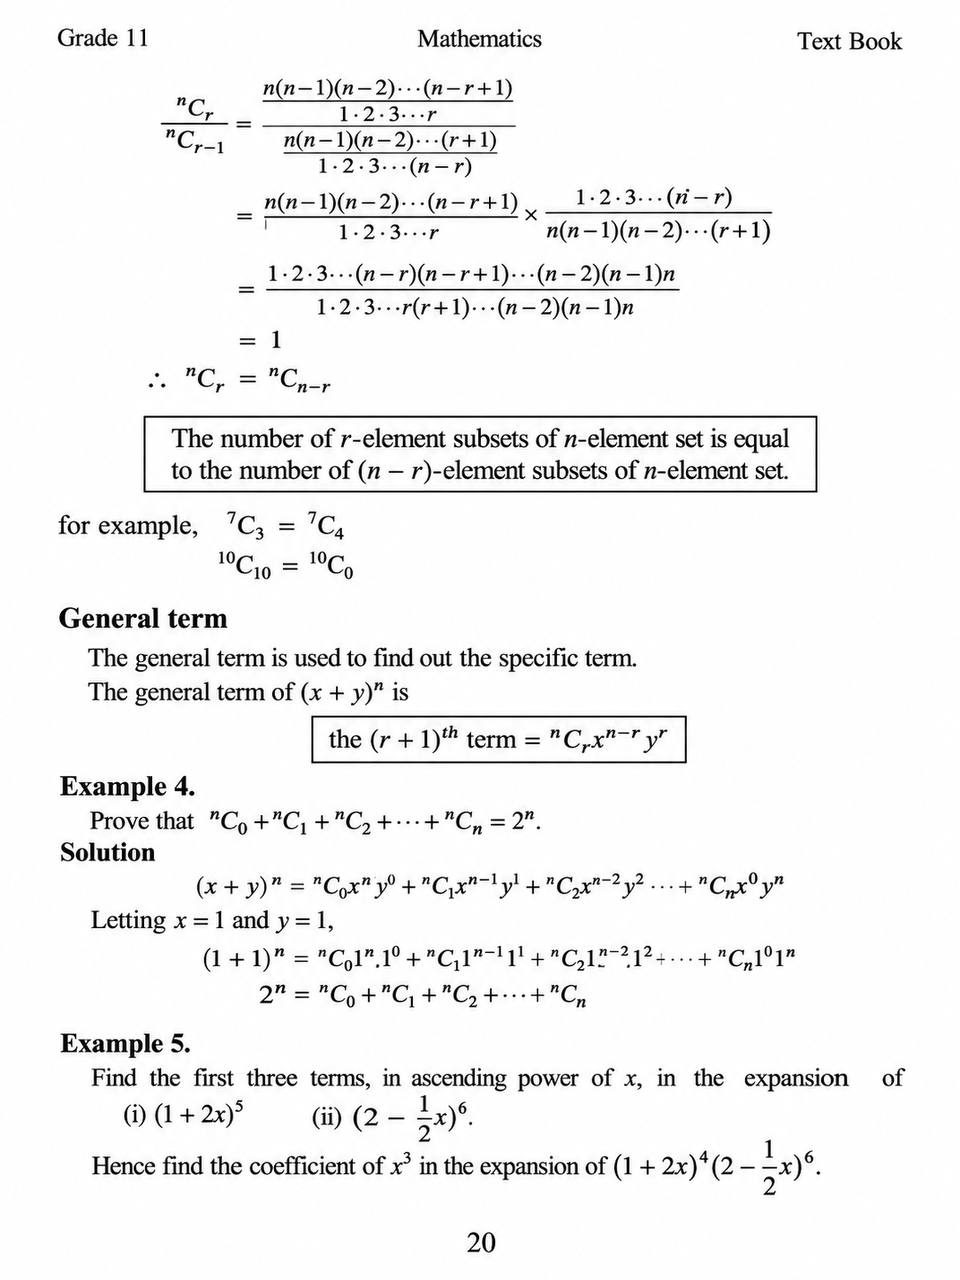 Grade 11 Mathematics Text Book
ⁿCᵣ / ⁿCᵣ₋₁ = (n(n−1)(n−2)⋯(n−r+1) / 1·2·3⋯r) / (n(n−1)(n−2)⋯(r+1) / 1·2·3⋯(n−r))
= n(n−1)(n−2)⋯(n−r+1) / 1·2·3⋯r × 1·2·3⋯(n−r) / n(n−1)(n−2)⋯(r+1)
= 1·2·3⋯(n−r)(n−r+1)⋯(n−2)(n−1)n / 1·2·3⋯r(r+1)⋯(n−2)(n−1)n
= 1
∴ ⁿCᵣ = ⁿCₙ₋ᵣ
The number of r-element subsets of n-element set is equal
to the number of (n − r)-element subsets of n-element set.
for example, ⁷C₃ = ⁷C₄
¹⁰C₁₀ = ¹⁰C₀
General term
The general term is used to find out the specific term.
The general term of (x + y)ⁿ is
the (r + 1)ᵗʰ term = ⁿCᵣxⁿ⁻ʳyʳ
Example 4.
Prove that ⁿC₀ + ⁿC₁ + ⁿC₂ + ⋯ + ⁿCₙ = 2ⁿ.
Solution
(x + y)ⁿ = ⁿC₀xⁿy⁰ + ⁿC₁xⁿ⁻¹y¹ + ⁿC₂xⁿ⁻²y² ⋯ + ⁿCₙx⁰yⁿ
Letting x = 1 and y = 1,
(1 + 1)ⁿ = ⁿC₀1ⁿ.1⁰ + ⁿC₁1ⁿ⁻¹1¹ + ⁿC₂1ⁿ⁻².1² + ⋯ + ⁿCₙ1⁰1ⁿ
2ⁿ = ⁿC₀ + ⁿC₁ + ⁿC₂ + ⋯ + ⁿCₙ
Example 5.
Find the first three terms, in ascending power of x, in the expansion of
(i) (1 + 2x)⁵ (ii) (2 − 1/2 x)⁶.
Hence find the coefficient of x³ in the expansion of (1 + 2x)⁴(2 − 1/2 x)⁶.
20